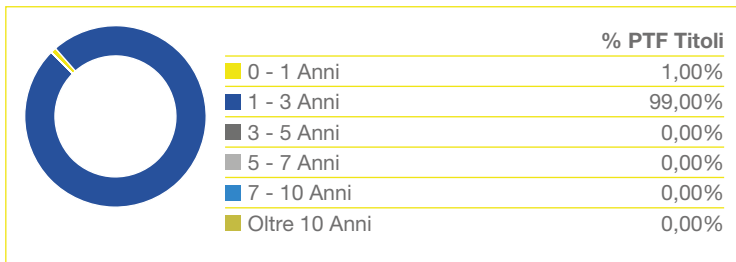 % PTF Titoli
0 - 1 Anni 1,00%
1 - 3 Anni 99,00%
3 - 5 Anni 0,00%
5 - 7 Anni 0,00%
7 - 10 Anni 0,00%
Oltre 10 Anni 0,00%